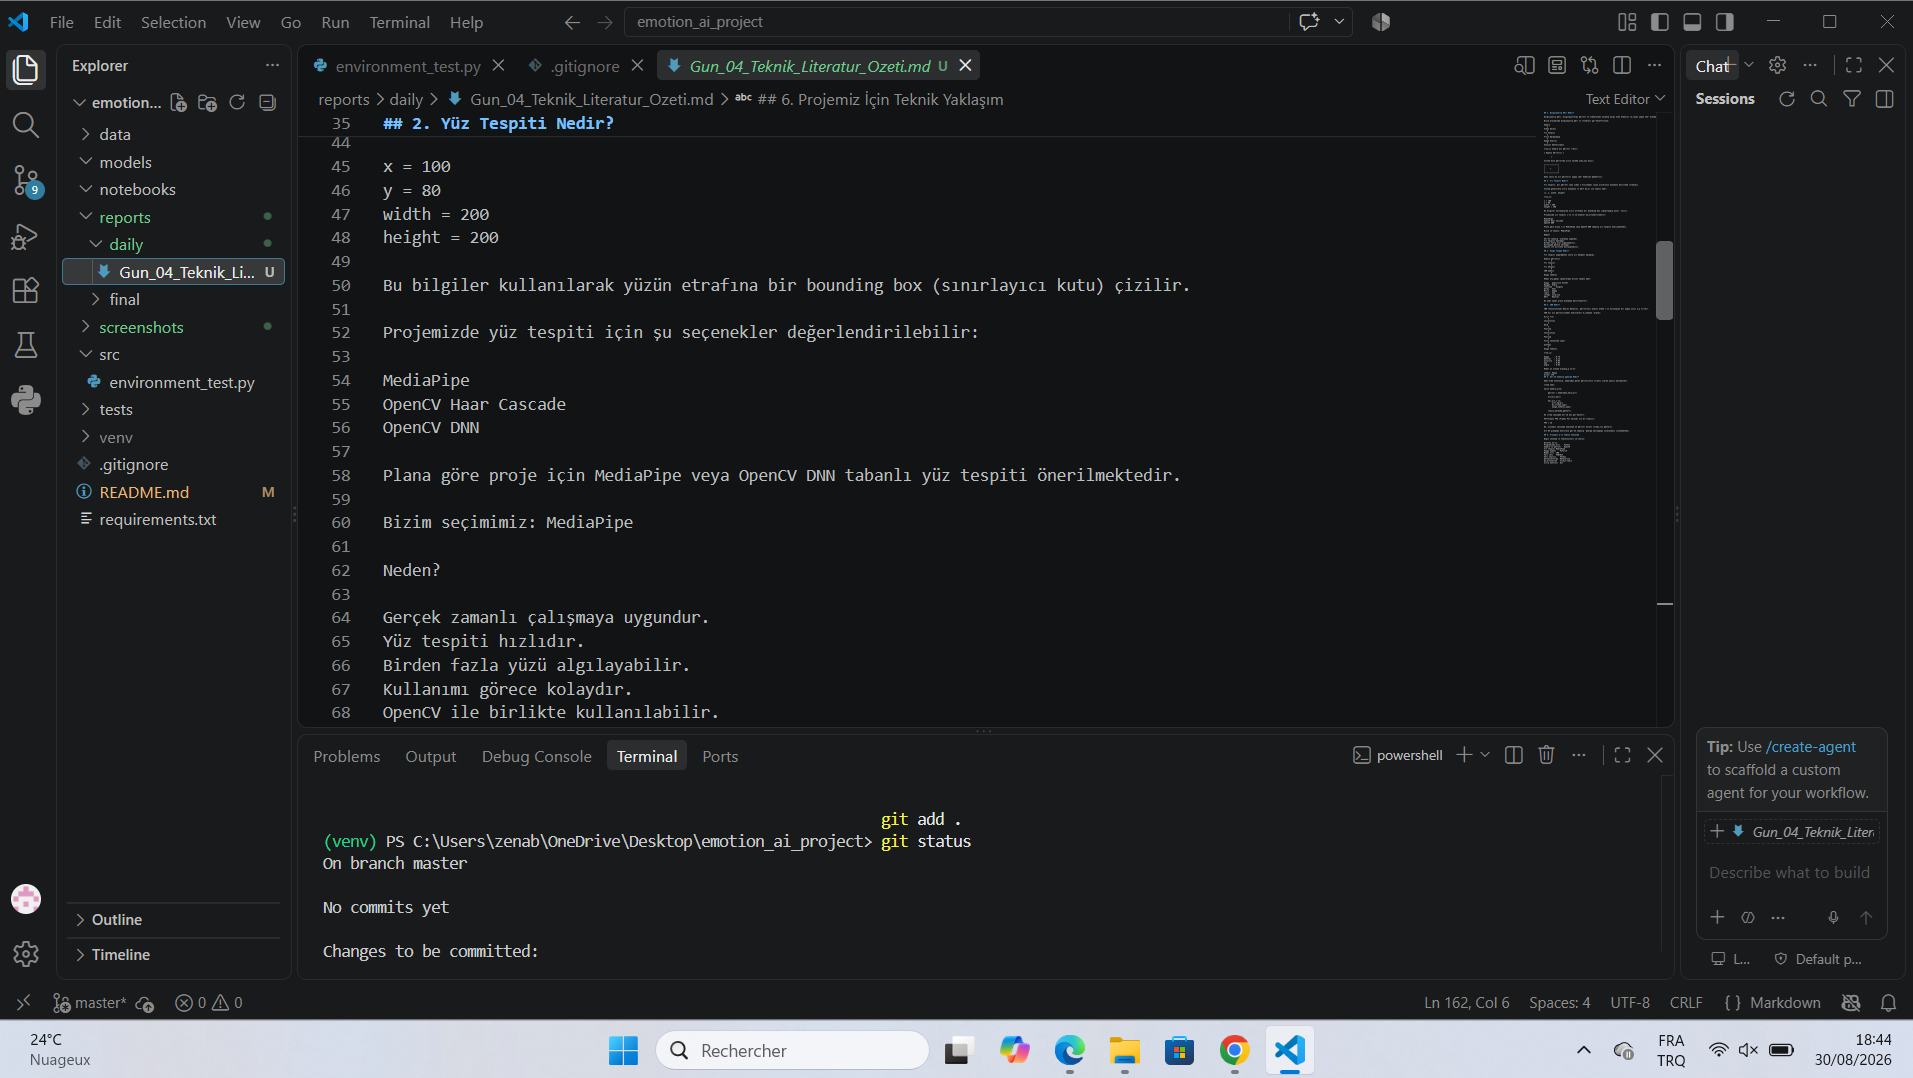 File Edit Selection View Go Run Terminal Help
emotion_ai_project
Explorer
emotion...
data
models
notebooks
reports
daily
Gun_04_Teknik_Li... U
final
screenshots
src
environment_test.py
tests
venv
.gitignore
README.md M
requirements.txt
Outline
Timeline
9
environment_test.py
.gitignore
Gun_04_Teknik_Literatur_Ozeti.md U
reports > daily > Gun_04_Teknik_Literatur_Ozeti.md > abc ## 6. Projemiz İçin Teknik Yaklaşım
Text Editor
35 ## 2. Yüz Tespiti Nedir?
44
45 x = 100
46 y = 80
47 width = 200
48 height = 200
49
50 Bu bilgiler kullanılarak yüzün etrafına bir bounding box (sınırlayıcı kutu) çizilir.
51
52 Projemizde yüz tespiti için şu seçenekler değerlendirilebilir:
53
54 MediaPipe
55 OpenCV Haar Cascade
56 OpenCV DNN
57
58 Plana göre proje için MediaPipe veya OpenCV DNN tabanlı yüz tespiti önerilmektedir.
59
60 Bizim seçimimiz: MediaPipe
61
62 Neden?
63
64 Gerçek zamanlı çalışmaya uygundur.
65 Yüz tespiti hızlıdır.
66 Birden fazla yüzü algılayabilir.
67 Kullanımı görece kolaydır.
68 OpenCV ile birlikte kullanılabilir.
Problems Output Debug Console Terminal Ports
powershell
git add .
(venv) PS C:\Users\zenab\OneDrive\Desktop\emotion_ai_project> git status
On branch master
No commits yet
Changes to be committed:
Chat
Sessions
Tip: Use /create-agent
to scaffold a custom
agent for your workflow.
Gun_04_Teknik_Liter
Describe what to build
L...
Default p...
master*
0 0
Ln 162, Col 6 Spaces: 4 UTF-8 CRLF {} Markdown
24°C
Nuageux
Rechercher
FRA
TRQ
18:44
30/08/2026